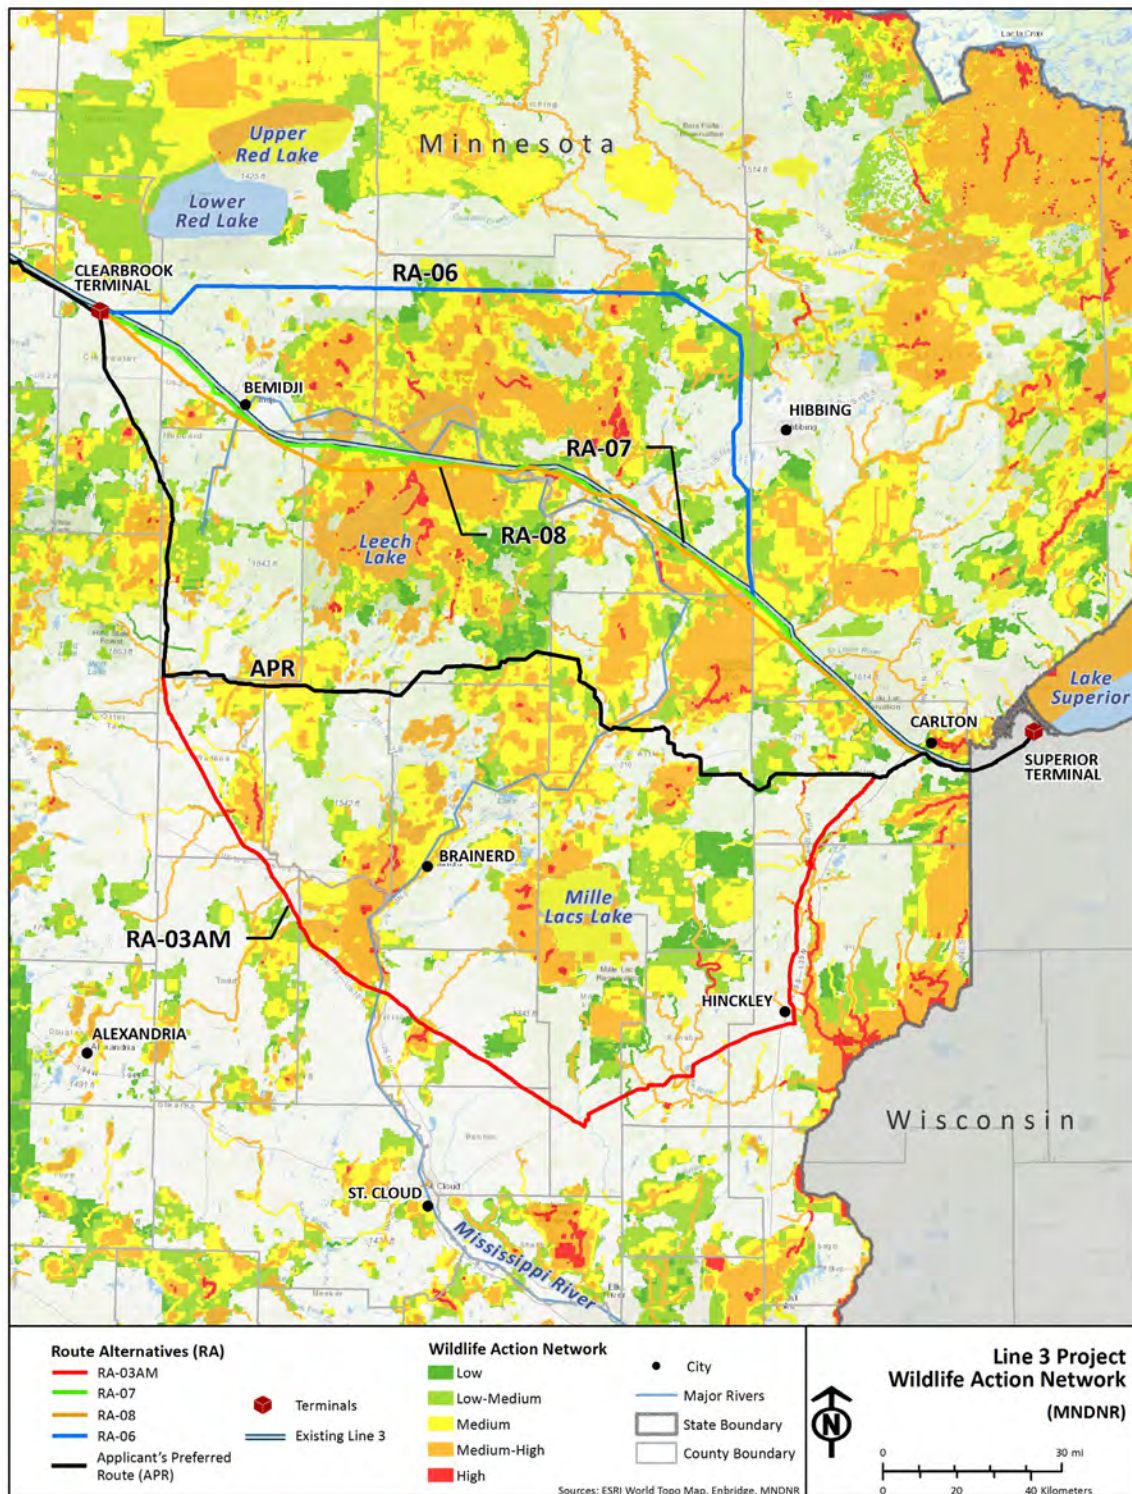 Minnesota
Upper
Red Lake
Lower
Red Lake
CLEARBROOK
TERMINAL
RA-06
BEMIDJI
HIBBING
RA-07
RA-08
Leech
Lake
APR
Lake
Superior
CARLTON
SUPERIOR
TERMINAL
BRAINERD
Mille
Lacs Lake
RA-03AM
HINCKLEY
ALEXANDRIA
Wisconsin
ST. CLOUD
Mississippi River
Route Alternatives (RA)
RA-03AM
RA-07
RA-08
RA-06
Applicant's Preferred
Route (APR)
Terminals
Existing Line 3
Wildlife Action Network
Low
Low-Medium
Medium
Medium-High
High
City
Major Rivers
State Boundary
County Boundary
Sources: ESRI World Topo Map, Enbridge, MNDNR
Line 3 Project
Wildlife Action Network
(MNDNR)
N
0 30 mi
0 20 40 Kilometers